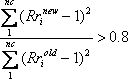 nc
∑ (Rr_i^new − 1)^2
1
nc
∑ (Rr_i^old − 1)^2
1
> 0.8